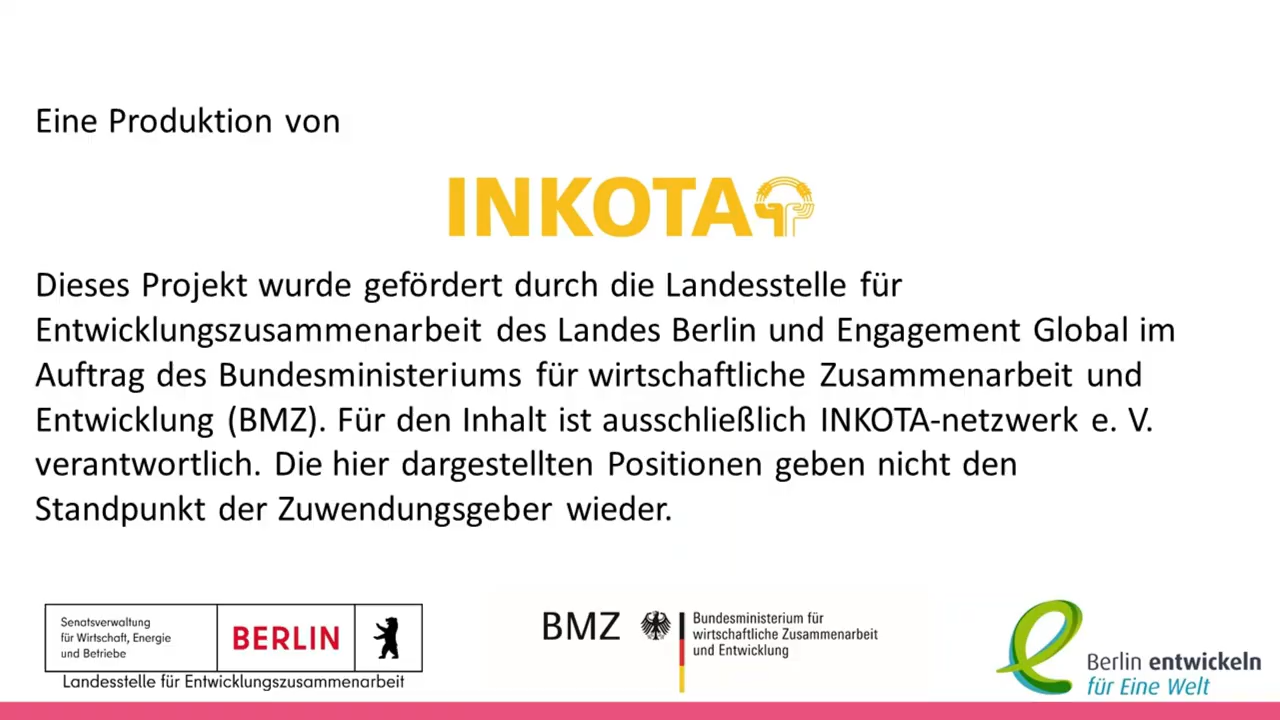 Eine Produktion von
INKOTA
Dieses Projekt wurde gefördert durch die Landesstelle für
Entwicklungszusammenarbeit des Landes Berlin und Engagement Global im
Auftrag des Bundesministeriums für wirtschaftliche Zusammenarbeit und
Entwicklung (BMZ). Für den Inhalt ist ausschließlich INKOTA-netzwerk e. V.
verantwortlich. Die hier dargestellten Positionen geben nicht den
Standpunkt der Zuwendungsgeber wieder.
Senatsverwaltung
für Wirtschaft, Energie
und Betriebe
BERLIN
Landesstelle für Entwicklungszusammenarbeit
BMZ
Bundesministerium für
wirtschaftliche Zusammenarbeit
und Entwicklung
Berlin entwickeln
für Eine Welt